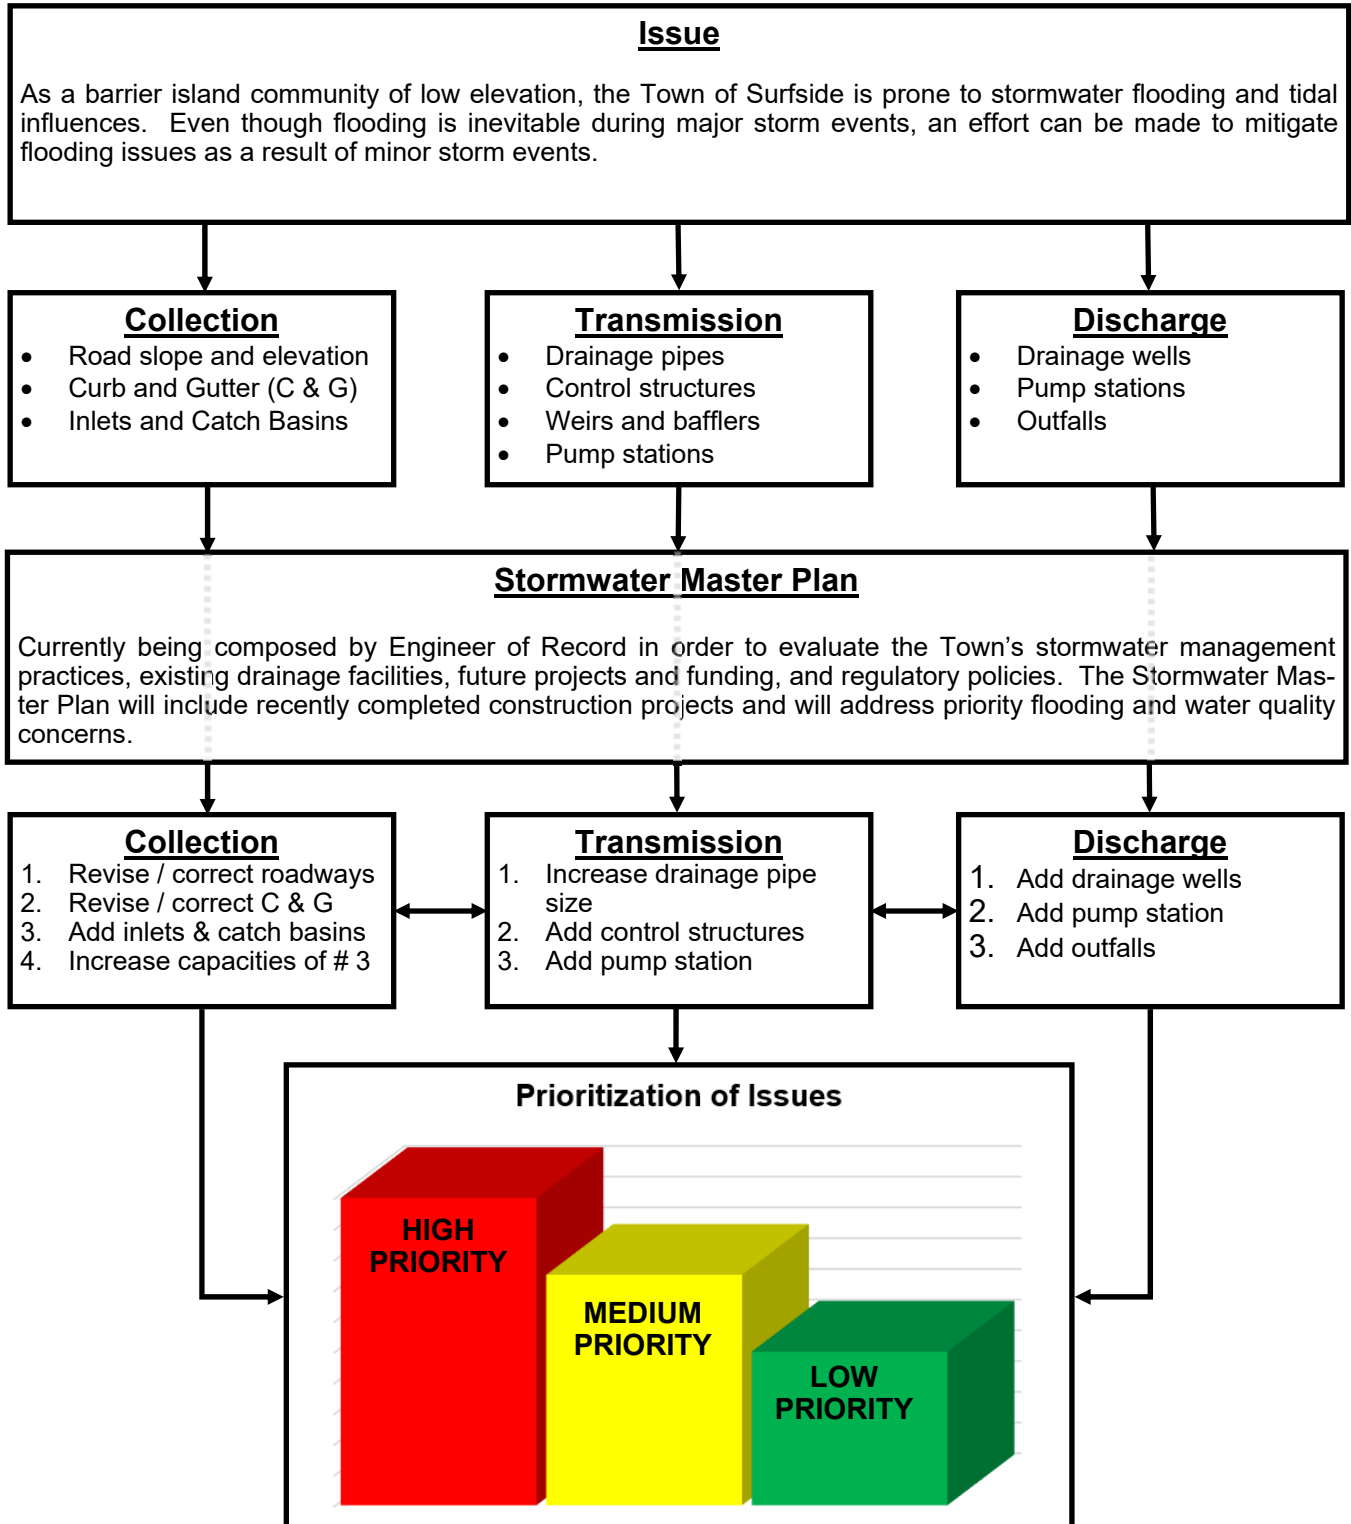 Issue
As a barrier island community of low elevation, the Town of Surfside is prone to stormwater flooding and tidal
influences. Even though flooding is inevitable during major storm events, an effort can be made to mitigate
flooding issues as a result of minor storm events.
Collection
• Road slope and elevation
• Curb and Gutter (C & G)
• Inlets and Catch Basins
Transmission
• Drainage pipes
• Control structures
• Weirs and bafflers
• Pump stations
Discharge
• Drainage wells
• Pump stations
• Outfalls
Stormwater Master Plan
Currently being composed by Engineer of Record in order to evaluate the Town's stormwater management
practices, existing drainage facilities, future projects and funding, and regulatory policies. The Stormwater Mas-
ter Plan will include recently completed construction projects and will address priority flooding and water quality
concerns.
Collection
1. Revise / correct roadways
2. Revise / correct C & G
3. Add inlets & catch basins
4. Increase capacities of # 3
Transmission
1. Increase drainage pipe
size
2. Add control structures
3. Add pump station
Discharge
1. Add drainage wells
2. Add pump station
3. Add outfalls
Prioritization of Issues
HIGH
PRIORITY
MEDIUM
PRIORITY
LOW
PRIORITY